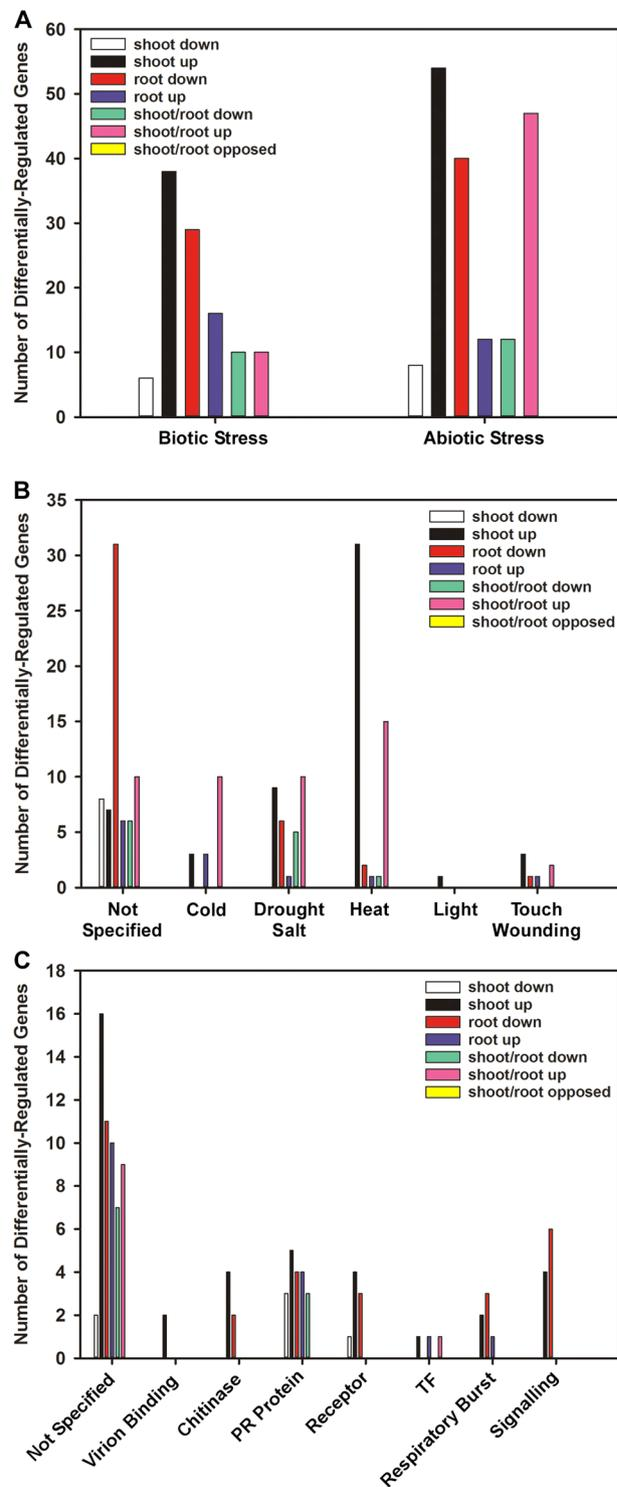 A
Number of Differentially-Regulated Genes
60
50
40
30
20
10
0
shoot down
shoot up
root down
root up
shoot/root down
shoot/root up
shoot/root opposed
Biotic Stress
Abiotic Stress
B
Number of Differentially-Regulated Genes
35
30
25
20
15
10
5
0
shoot down
shoot up
root down
root up
shoot/root down
shoot/root up
shoot/root opposed
Not Specified
Cold
Drought Salt
Heat
Light
Touch Wounding
C
Number of Differentially-Regulated Genes
18
16
14
12
10
8
6
4
2
0
shoot down
shoot up
root down
root up
shoot/root down
shoot/root up
shoot/root opposed
Not Specified
Virion Binding
Chitinase
PR Protein
Receptor
TF
Respiratory Burst
Signalling